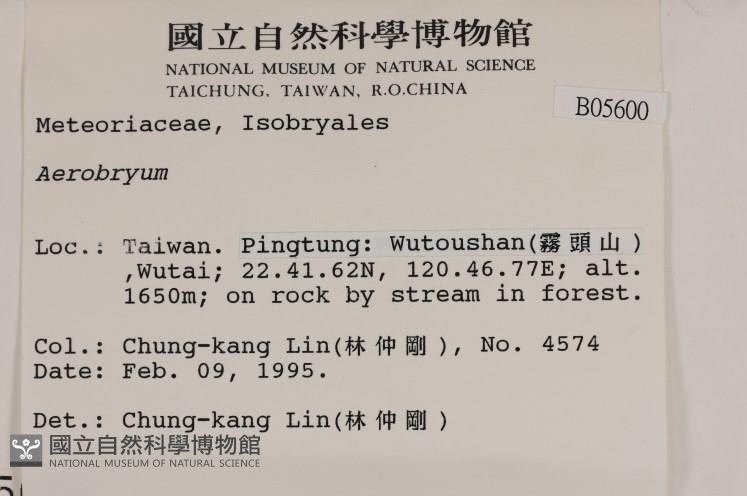 國立自然科學博物館
NATIONAL MUSEUM OF NATURAL SCIENCE
TAICHUNG, TAIWAN, R.O.CHINA
B05600
Meteoriaceae, Isobryales
Aerobryum
Loc.: Taiwan. Pingtung: Wutoushan(霧頭山)
,Wutai; 22.41.62N, 120.46.77E; alt.
1650m; on rock by stream in forest.
Col.: Chung-kang Lin(林仲剛), No. 4574
Date: Feb. 09, 1995.
Det.: Chung-kang Lin(林仲剛)
國立自然科學博物館
NATIONAL MUSEUM OF NATURAL SCIENCE